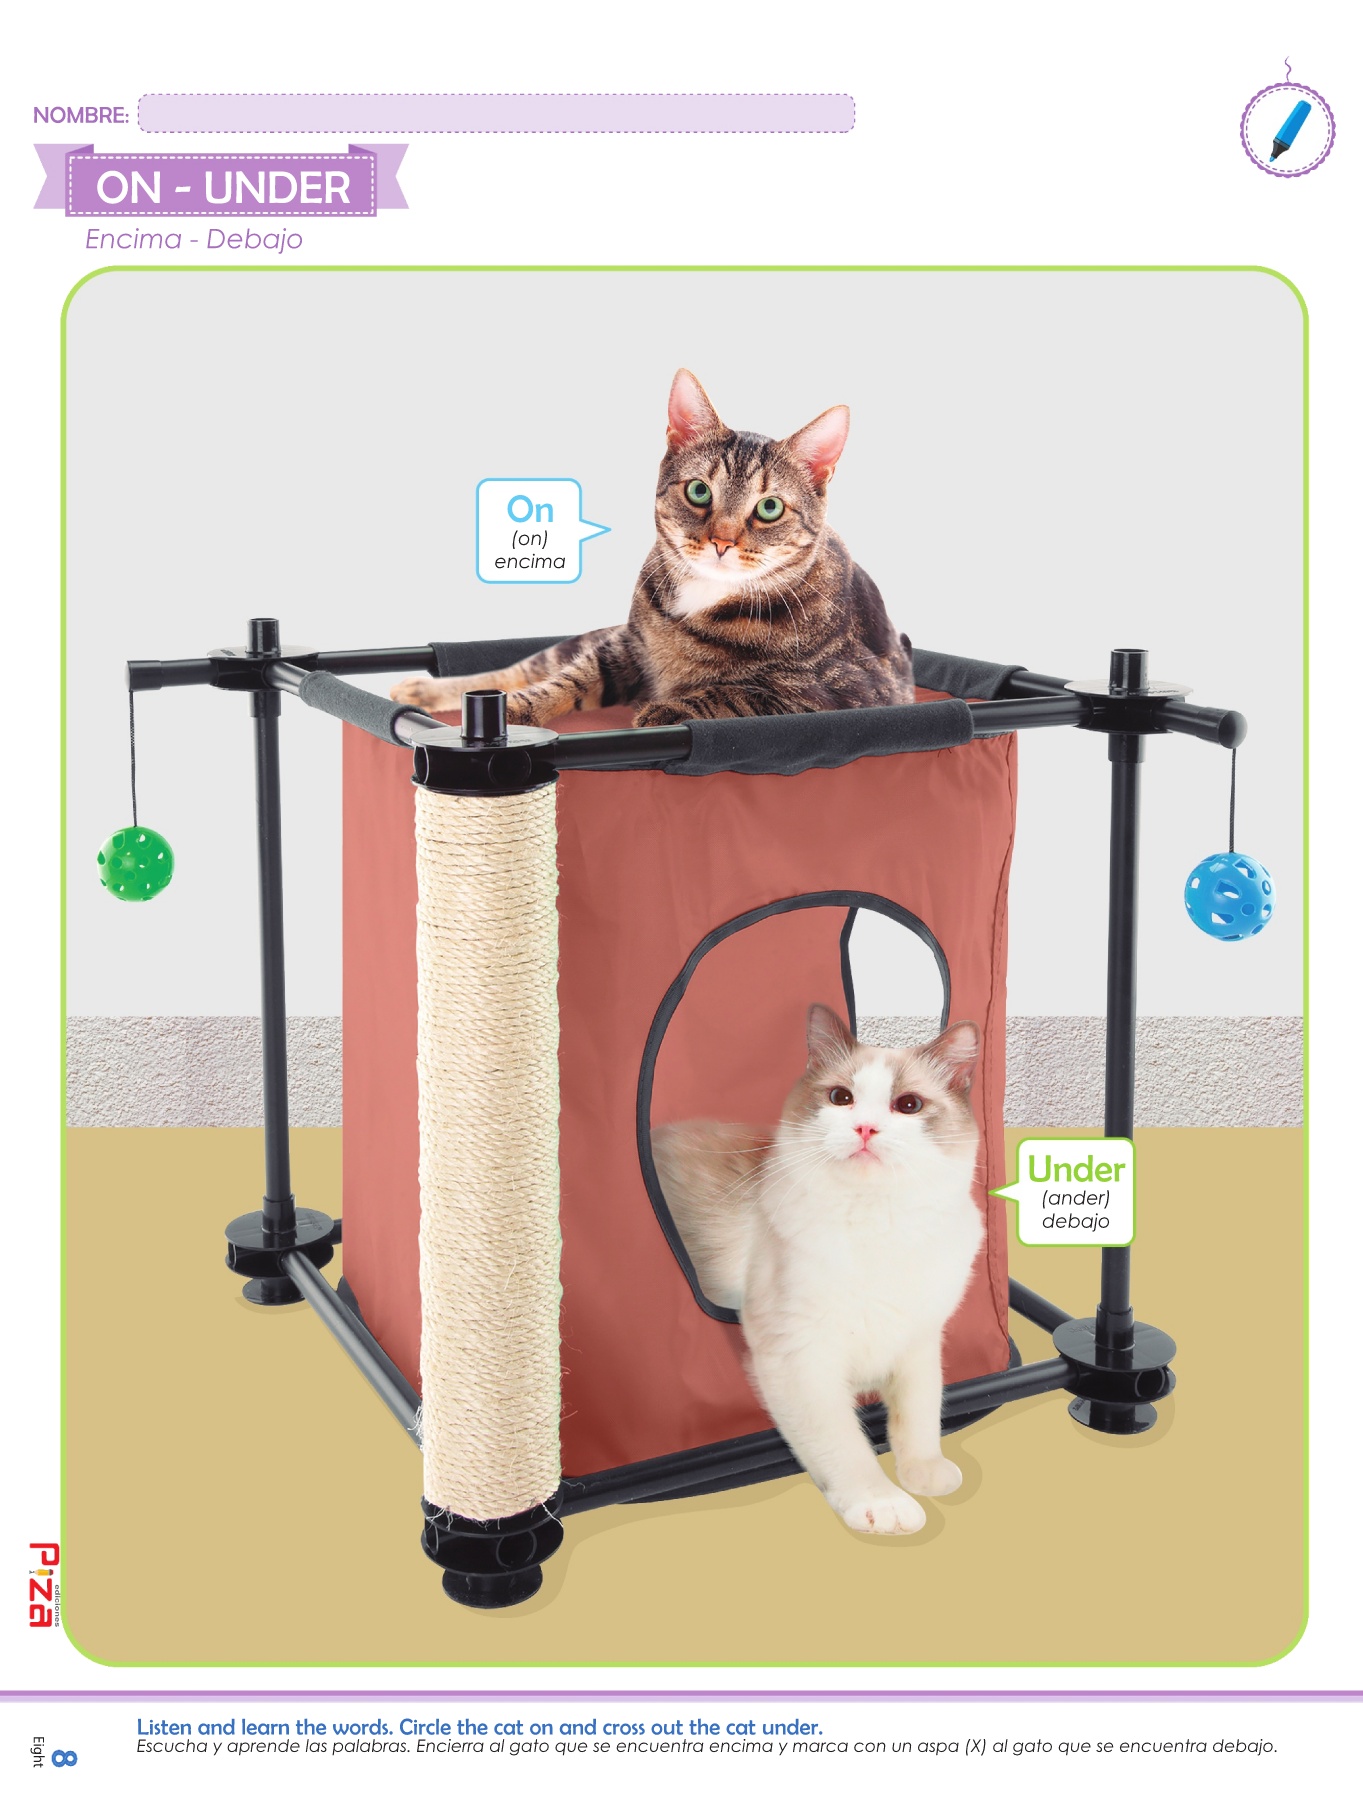 NOMBRE:
ON - UNDER
Encima - Debajo
On
(on)
encima
Under
(ander)
debajo
Piza
ediciones
Listen and learn the words. Circle the cat on and cross out the cat under.
Escucha y aprende las palabras. Encierra al gato que se encuentra encima y marca con un aspa (X) al gato que se encuentra debajo.
Eight
8